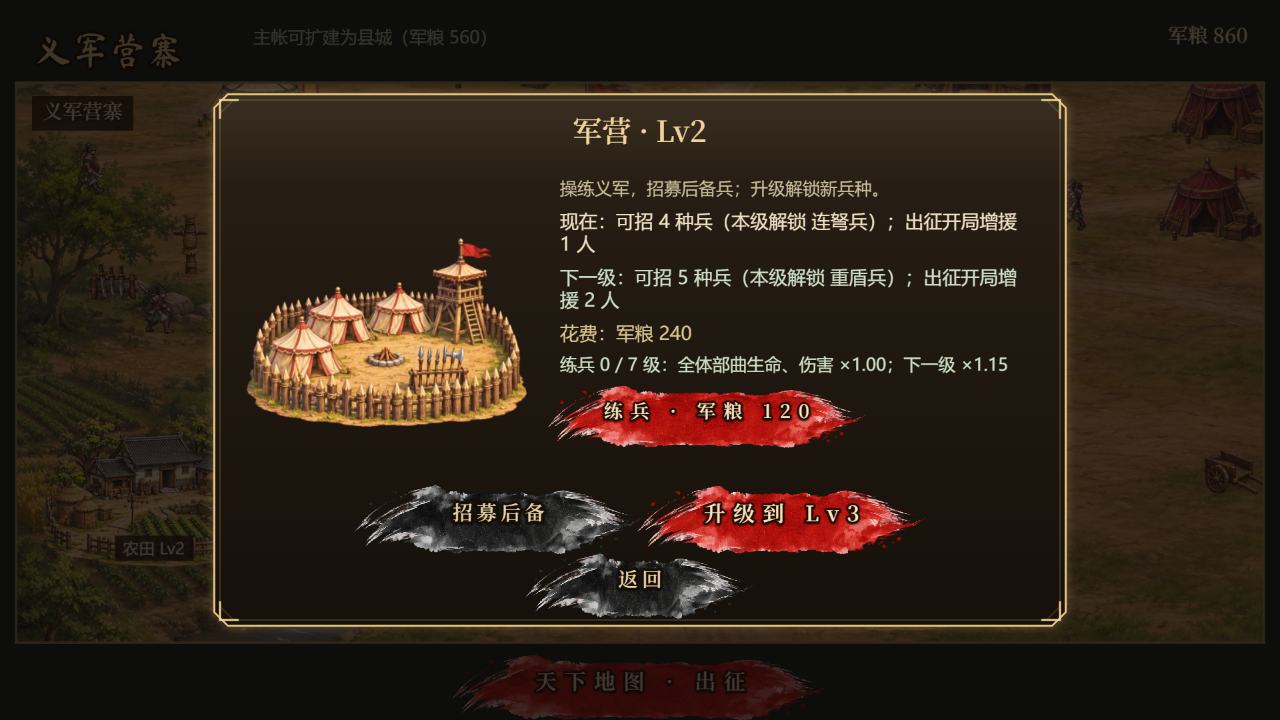 义军营寨
主帐可扩建为县城（军粮 560）
军粮 860
义军营寨
军营 · Lv2
操练义军，招募后备兵；升级解锁新兵种。
现在：可招 4 种兵（本级解锁 连弩兵）；出征开局增援
1 人
下一级：可招 5 种兵（本级解锁 重盾兵）；出征开局增
援 2 人
花费：军粮 240
练兵 0 / 7 级：全体部曲生命、伤害 ×1.00；下一级 ×1.15
练兵 · 军粮 120
招募后备
升级到 Lv3
农田 Lv2
返回
天下地图 · 出征